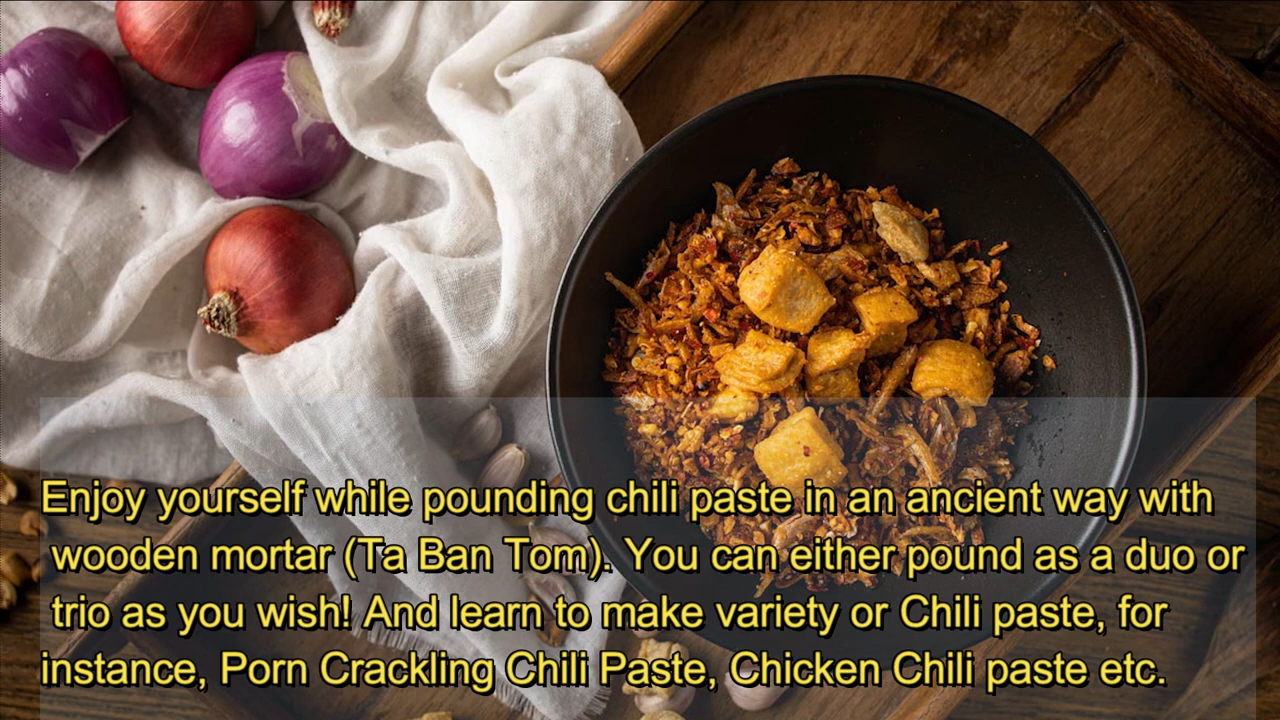 Enjoy yourself while pounding chili paste in an ancient way with
wooden mortar (Ta Ban Tom). You can either pound as a duo or
trio as you wish! And learn to make variety or Chili paste, for
instance, Porn Crackling Chili Paste, Chicken Chili paste etc.